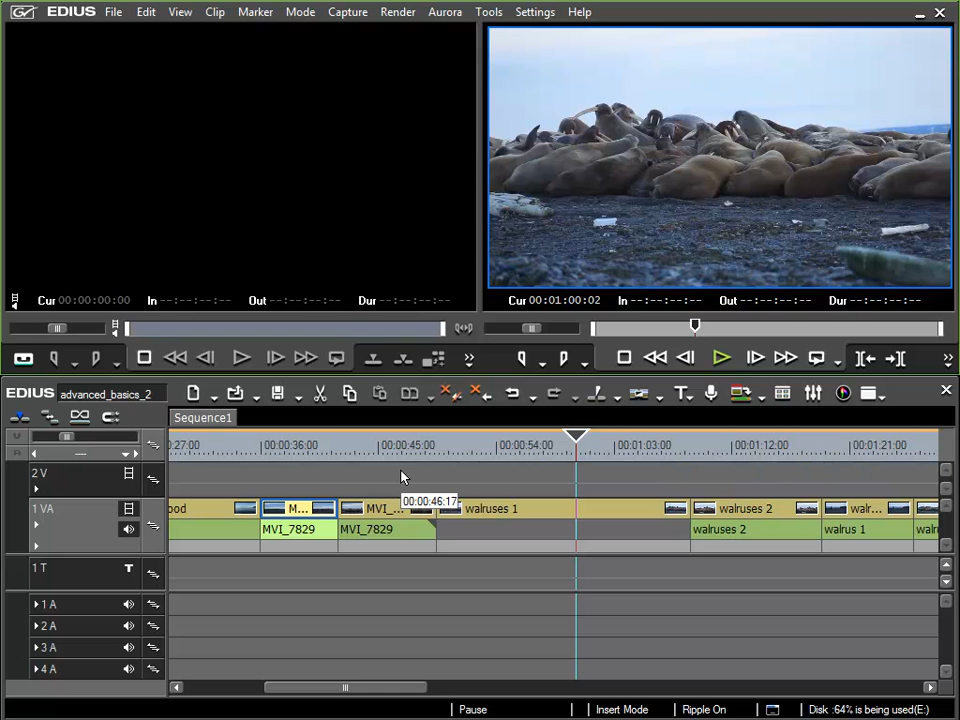 EDIUS File Edit View Clip Marker Mode Capture Render Aurora Tools Settings Help
Cur 00:00:00:00 In --:--:--:-- Out --:--:--:-- Dur --:--:--:--
Cur 00:01:00:02 In --:--:--:-- Out --:--:--:-- Dur --:--:--:--
EDIUS advanced_basics_2
Sequence1
V
A
0:27:00 00:00:36:00 00:00:45:00 00:00:54:00 00:01:03:00 00:01:12:00 00:01:21:00
2 V
00:00:46:17
1 VA ood M... MVI_... walruses 1 walruses 2 walr...
MVI_7829 MVI_7829 walruses 2 walrus 1 walr
1 T T
1 A
2 A
3 A
4 A
Pause Insert Mode Ripple On Disk :64% is being used(E:)